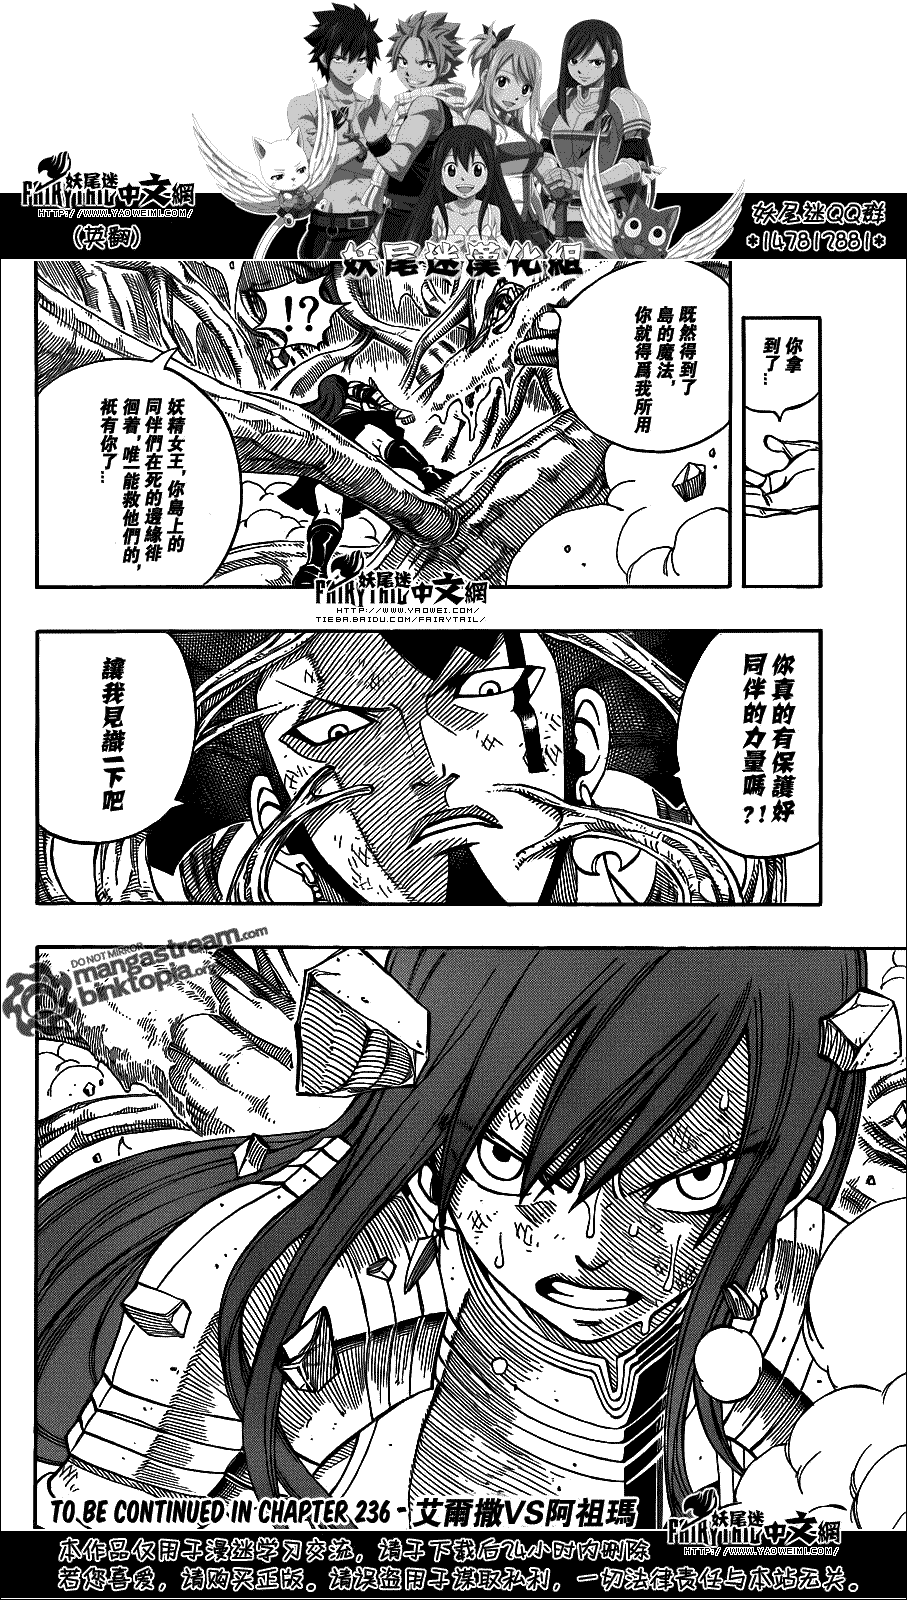 妖尾迷
FAIRY TAIL中文網
HTTP://WWW.YAOWEIMI.COM/
(英翻)
妖尾迷QQ群
*147812881*
妖尾迷漢化組
你拿
到了…
既然得到了
島的魔法，
你就得爲我所用
!?
妖精女王，你島上的
同伴們在死的邊緣徘
徊着，唯一能救他們的，
衹有你了…
妖尾迷
FAIRY TAIL中文網
HTTP://WWW.YAOWEI.COM/
TIEBA.BAIDU.COM/FAIRYTAIL/
你真的有保護好
同伴的力量嗎?!
讓我見識一下吧
DO NOT MIRROR
mangastream.com
binktopia.org
TO BE CONTINUED IN CHAPTER 236 - 艾爾撒VS阿祖瑪
妖尾迷
FAIRY TAIL中文網
HTTP://WWW.YAOWEIMI.COM/
本作品仅用于漫迷学习交流，请于下载后24小时内删除
若您喜爱，请购买正版。请误盗用于谋取私利，一切法律责任与本站无关。